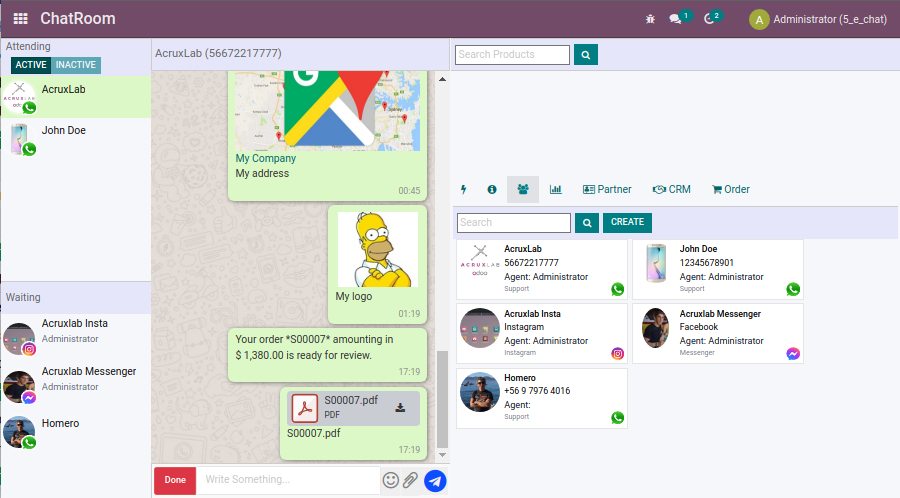 ChatRoom
1
2
A
Administrator (5_e_chat)
Attending
ACTIVE
INACTIVE
ACRUXLAB
odoo
AcruxLab
John Doe
Waiting
Acruxlab Insta
Administrator
Acruxlab Messenger
Administrator
Homero
AcruxLab (56672217777)
G
My Company
My address
00:45
My logo
01:19
Your order *S00007* amounting in
$ 1,380.00 is ready for review.
17:19
S00007.pdf
PDF
S00007.pdf
17:19
Done
Write Something...
Search Products
Partner
CRM
Order
Search
CREATE
ACRUXLAB
odoo
AcruxLab
56672217777
Agent: Administrator
Support
John Doe
12345678901
Agent: Administrator
Support
Acruxlab Insta
Instagram
Agent: Administrator
Instagram
Acruxlab Messenger
Facebook
Agent: Administrator
Messenger
Homero
+56 9 7976 4016
Agent:
Support